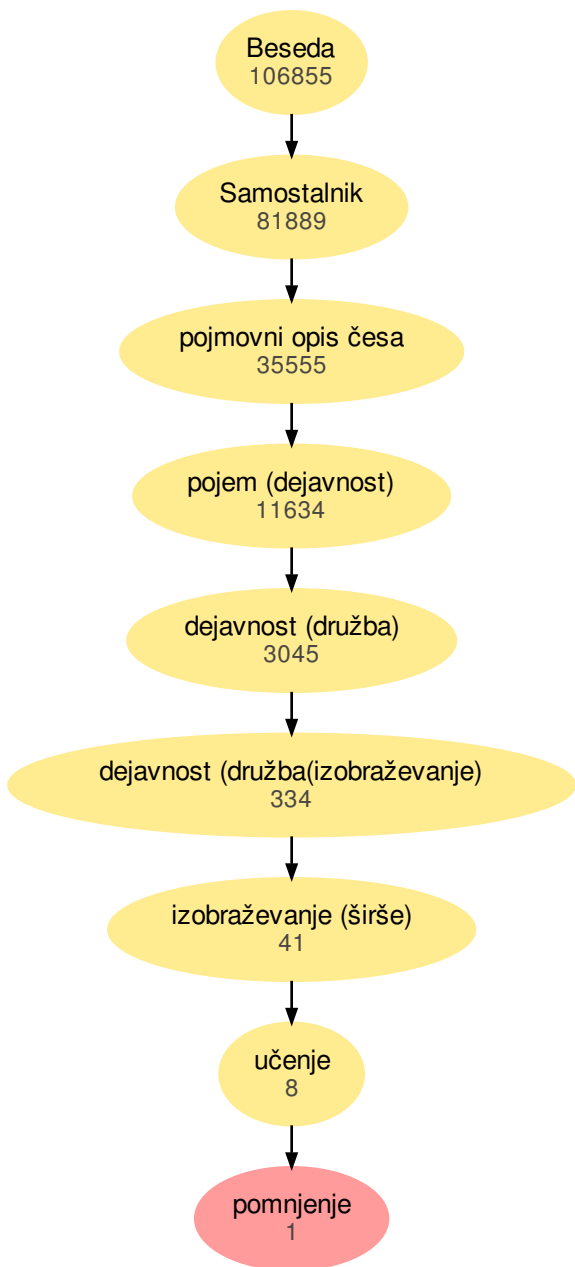 Beseda
106855
Samostalnik
81889
pojmovni opis česa
35555
pojem (dejavnost)
11634
dejavnost (družba)
3045
dejavnost (družba(izobraževanje)
334
izobraževanje (širše)
41
učenje
8
pomnjenje
1